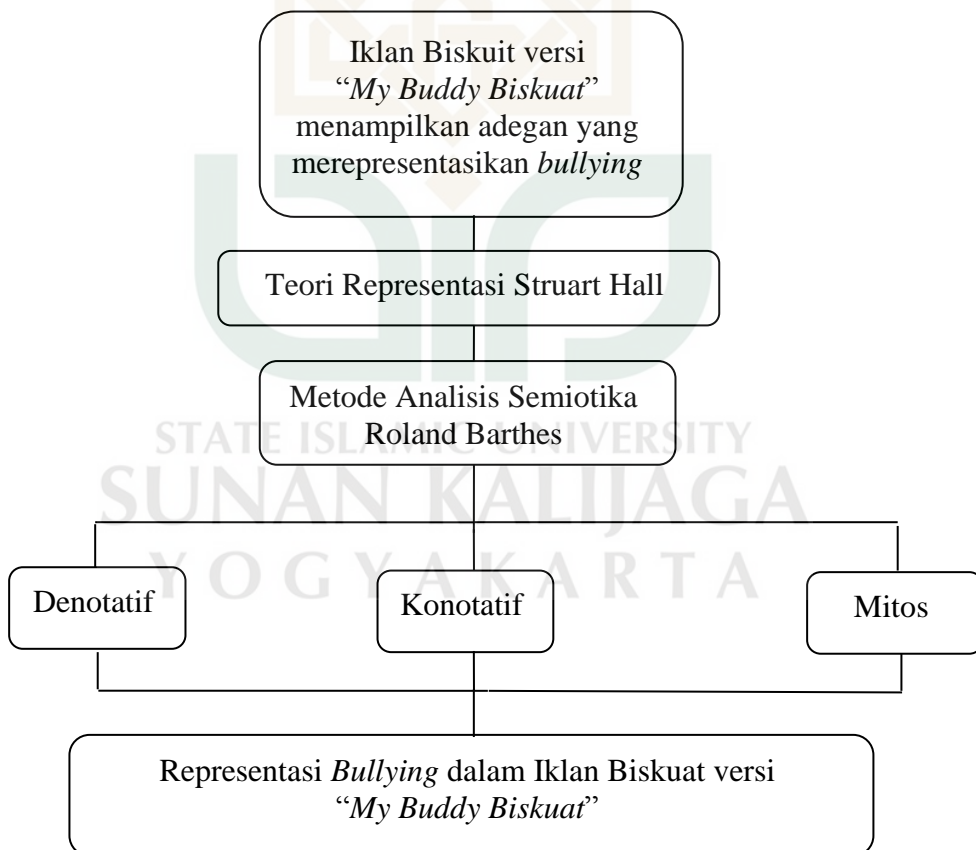 Iklan Biskuit versi
“My Buddy Biskuat”
menampilkan adegan yang
merepresentasikan bullying
Teori Representasi Struart Hall
Metode Analisis Semiotika
Roland Barthes
STATE ISLAMIC UNIVERSITY
SUNAN KALIJAGA
YOGYAKARTA
Denotatif
Konotatif
Mitos
Representasi Bullying dalam Iklan Biskuat versi
“My Buddy Biskuat”